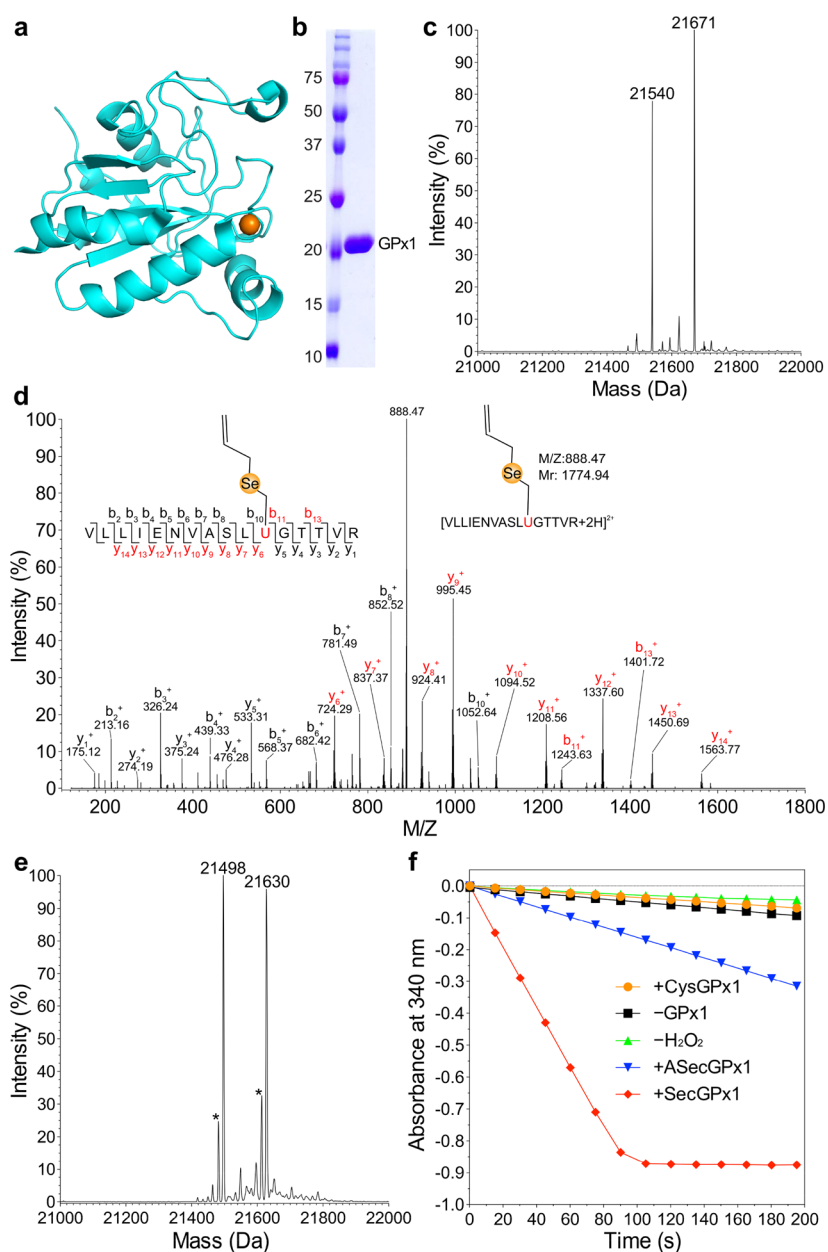 a
b
75
50
37
25
20
15
10
GPx1
c
21671
21540
100
90
80
70
60
50
40
30
20
10
0
Intensity (%)
21000 21200 21400 21600 21800 22000
Mass (Da)
d
888.47
Se
M/Z:888.47
Mr: 1774.94
Se
[VLLIENVASLUGTTVR+2H]²⁺
b₂ b₃ b₄ b₅ b₆ b₇ b₈ b₁₀ b₁₁ b₁₃
V L L I E N V A S L U G T T V R
y₁₄ y₁₃ y₁₂ y₁₁ y₁₀ y₉ y₈ y₇ y₆ y₅ y₄ y₃ y₂ y₁
100
90
80
70
60
50
40
30
20
10
0
Intensity (%)
y₁⁺
175.12
b₂⁺
213.16
y₂⁺
274.19
b₃⁺
326.24
y₃⁺
375.24
b₄⁺
439.33
y₄⁺
476.28
y₅⁺
533.31
b₅⁺
568.37
b₆⁺
682.42
y₆⁺
724.29
b₇⁺
781.49
y₇⁺
837.37
b₈⁺
852.52
y₈⁺
924.41
y₉⁺
995.45
b₁₀⁺
1052.64
y₁₀⁺
1094.52
y₁₁⁺
1208.56
b₁₁⁺
1243.63
y₁₂⁺
1337.60
b₁₃⁺
1401.72
y₁₃⁺
1450.69
y₁₄⁺
1563.77
200 400 600 800 1000 1200 1400 1600 1800
M/Z
e
21498
21630
*
*
100
90
80
70
60
50
40
30
20
10
0
Intensity (%)
21000 21200 21400 21600 21800 22000
Mass (Da)
f
0.0
-0.1
-0.2
-0.3
-0.4
-0.5
-0.6
-0.7
-0.8
-0.9
-1.0
Absorbance at 340 nm
+CysGPx1
−GPx1
−H₂O₂
+ASecGPx1
+SecGPx1
0 20 40 60 80 100 120 140 160 180 200
Time (s)